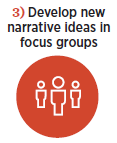 3) Develop new
narrative ideas in
focus groups